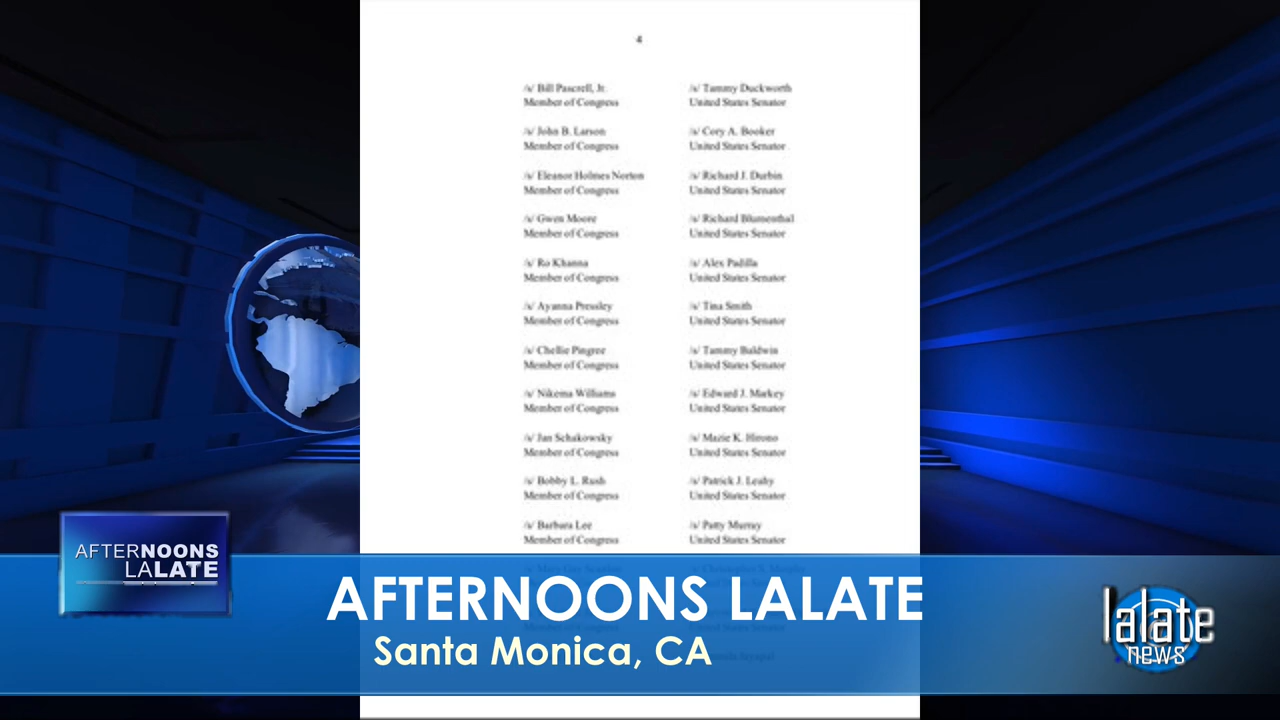 4
/s/ Bill Pascrell, Jr.
Member of Congress
/s/ John B. Larson
Member of Congress
/s/ Eleanor Holmes Norton
Member of Congress
/s/ Gwen Moore
Member of Congress
/s/ Ro Khanna
Member of Congress
/s/ Ayanna Pressley
Member of Congress
/s/ Chellie Pingree
Member of Congress
/s/ Nikema Williams
Member of Congress
/s/ Jan Schakowsky
Member of Congress
/s/ Bobby L. Rush
Member of Congress
/s/ Barbara Lee
Member of Congress
/s/ Tammy Duckworth
United States Senator
/s/ Cory A. Booker
United States Senator
/s/ Richard J. Durbin
United States Senator
/s/ Richard Blumenthal
United States Senator
/s/ Alex Padilla
United States Senator
/s/ Tina Smith
United States Senator
/s/ Tammy Baldwin
United States Senator
/s/ Edward J. Markey
United States Senator
/s/ Mazie K. Hirono
United States Senator
/s/ Patrick J. Leahy
United States Senator
/s/ Patty Murray
United States Senator
/s/ Christopher S. Murphy
AFTERNOONS
LALATE
AFTERNOONS LALATE
Santa Monica, CA
lalate
news